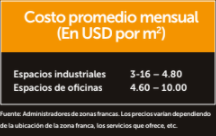 Costo promedio mensual
(En USD por m²)
Espacios industriales 3-16 – 4.80
Espacios de oficinas 4.60 – 10.00
Fuente: Administradores de zonas francas. Los precios varían dependiendo
de la ubicación de la zona franca, los servicios que ofrece, etc.